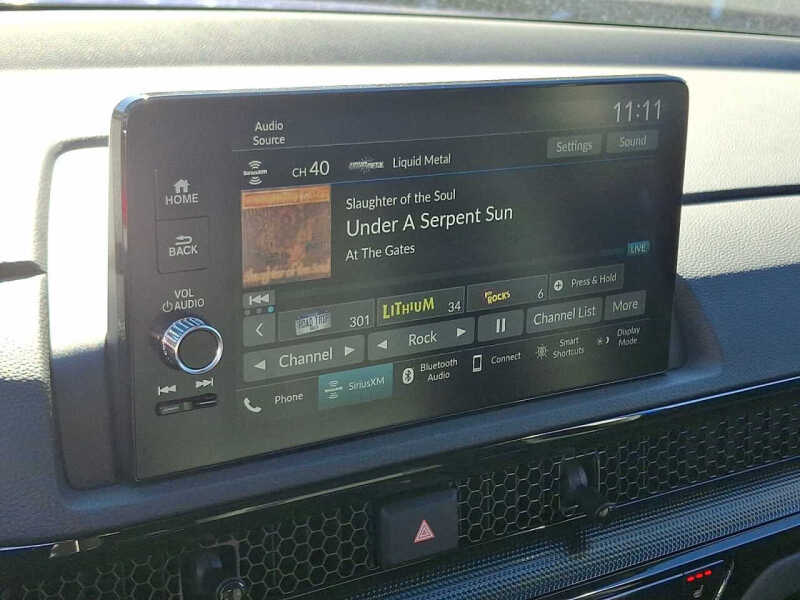 11:11
Audio
Source
Settings
Sound
SiriusXM
CH 40
Liquid Metal
HOME
Slaughter of the Soul
Under A Serpent Sun
At The Gates
BACK
LIVE
VOL
AUDIO
301
LITHIUM 34
ROCKS 6
Press & Hold
Channel
Rock
Channel List
More
Phone
SiriusXM
Bluetooth
Audio
Connect
Smart
Shortcuts
Display
Mode